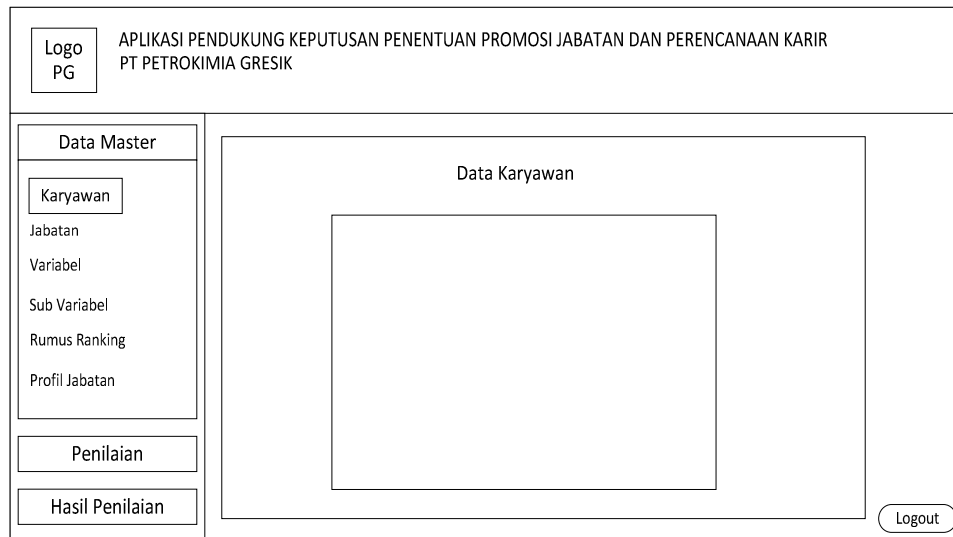 Logo
PG
APLIKASI PENDUKUNG KEPUTUSAN PENENTUAN PROMOSI JABATAN DAN PERENCANAAN KARIR
PT PETROKIMIA GRESIK
Data Master
Karyawan
Jabatan
Variabel
Sub Variabel
Rumus Ranking
Profil Jabatan
Penilaian
Hasil Penilaian
Data Karyawan
Logout